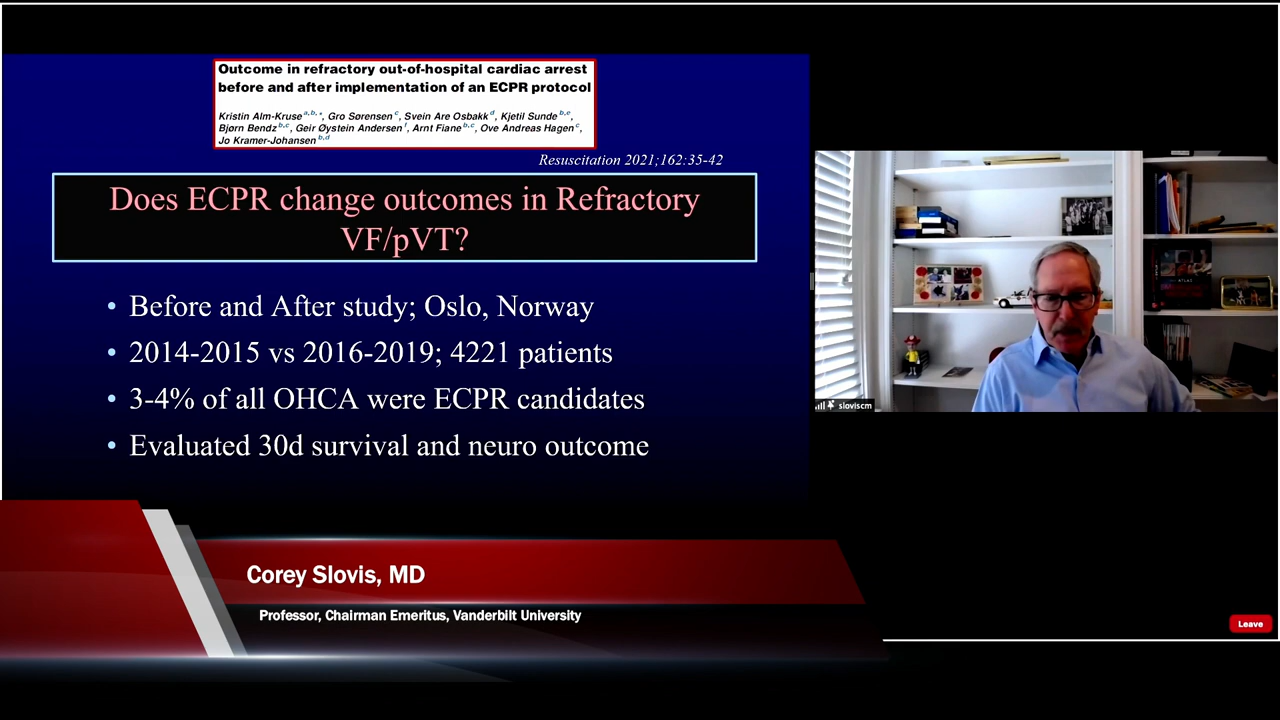 Outcome in refractory out-of-hospital cardiac arrest
before and after implementation of an ECPR protocol
Kristin Alm-Kruse a,b,*, Gro Sørensen c, Svein Are Osbakk d, Kjetil Sunde b,e,
Bjørn Bendz b,c, Geir Øystein Andersen f, Arnt Fiane b,c, Ove Andreas Hagen c,
Jo Kramer-Johansen b,d
Resuscitation 2021;162:35-42
Does ECPR change outcomes in Refractory
VF/pVT?
• Before and After study; Oslo, Norway
• 2014-2015 vs 2016-2019; 4221 patients
• 3-4% of all OHCA were ECPR candidates
• Evaluated 30d survival and neuro outcome
sloviscm
Corey Slovis, MD
Professor, Chairman Emeritus, Vanderbilt University
Leave